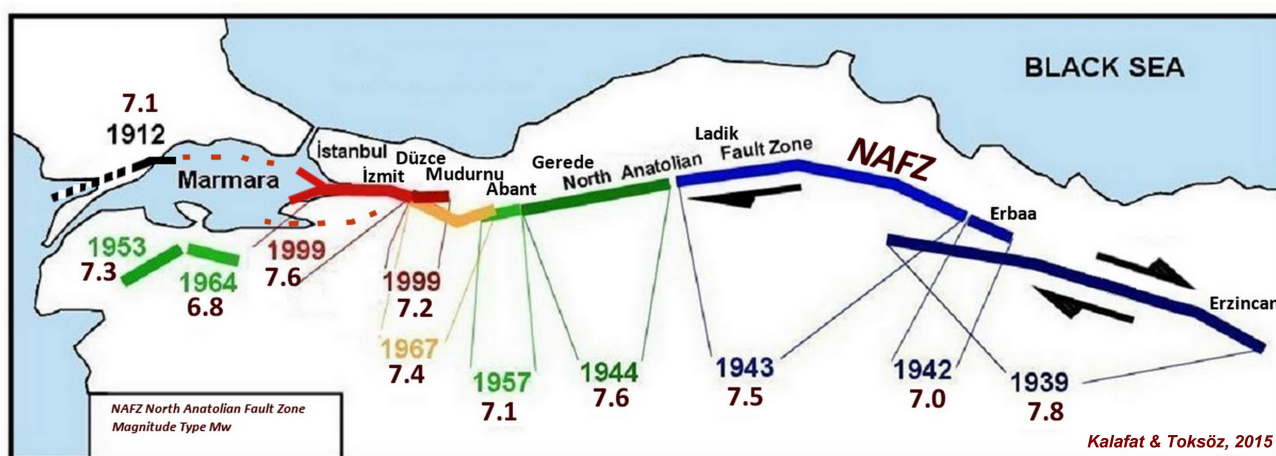 BLACK SEA
7.1
1912
Marmara
İstanbul
İzmit
Düzce
Mudurnu
Abant
Gerede
Ladik
North Anatolian Fault Zone
NAFZ
Erbaa
Erzincan
1953
7.3
1964
6.8
1999
7.6
1999
7.2
1967
7.4
1957
7.1
1944
7.6
1943
7.5
1942
7.0
1939
7.8
NAFZ North Anatolian Fault Zone
Magnitude Type Mw
Kalafat & Toksöz, 2015